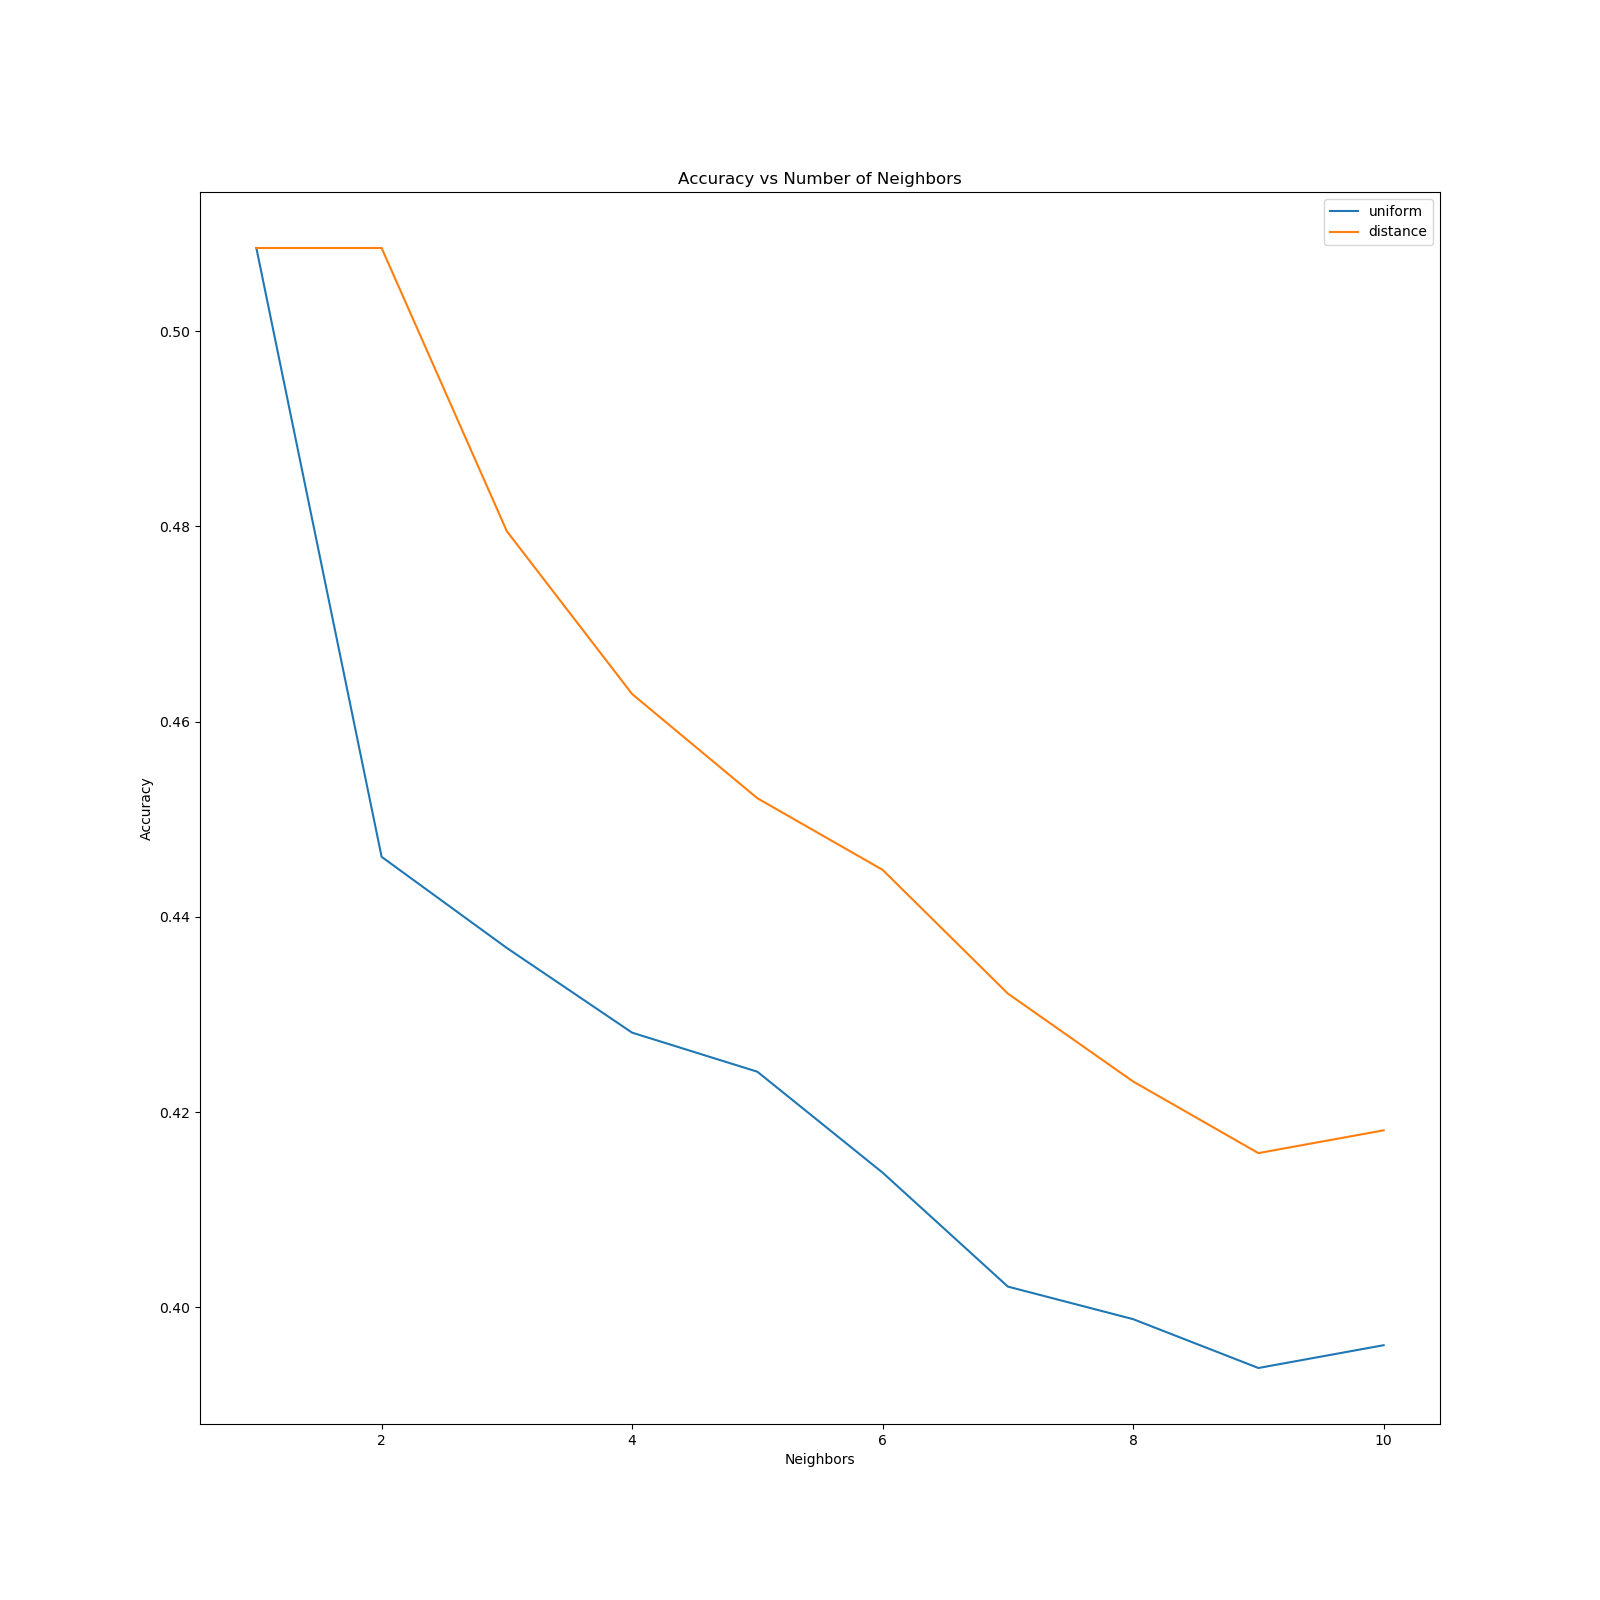 Accuracy vs Number of Neighbors
uniform
distance
0.50
0.48
0.46
0.44
0.42
0.40
Accuracy
2 4 6 8 10
Neighbors